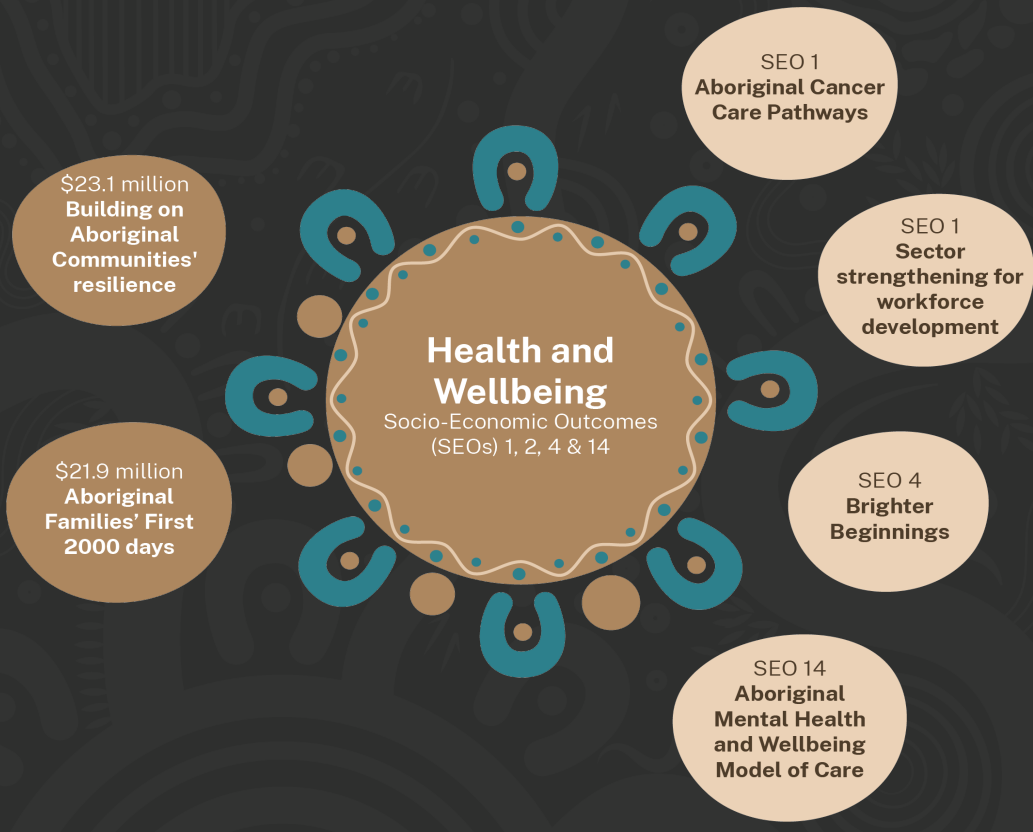 SEO 1
Aboriginal Cancer
Care Pathways
$23.1 million
Building on
Aboriginal
Communities'
resilience
SEO 1
Sector
strengthening for
workforce
development
Health and
Wellbeing
Socio-Economic Outcomes
(SEOs) 1, 2, 4 & 14
$21.9 million
Aboriginal
Families’ First
2000 days
SEO 4
Brighter
Beginnings
SEO 14
Aboriginal
Mental Health
and Wellbeing
Model of Care